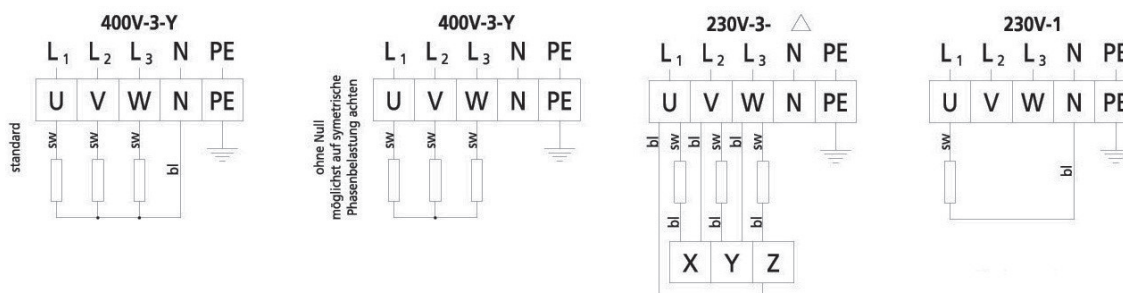 400V-3-Y
L1 L2 L3 N PE
U V W N PE
standard
sw sw sw bl
400V-3-Y
L1 L2 L3 N PE
U V W N PE
ohne Null
möglichst auf symetrische
Phasenbelastung achten
sw sw sw
230V-3- △
L1 L2 L3 N PE
U V W N PE
bl sw bl sw bl sw
bl bl bl
X Y Z
230V-1
L1 L2 L3 N PE
U V W N PE
sw bl